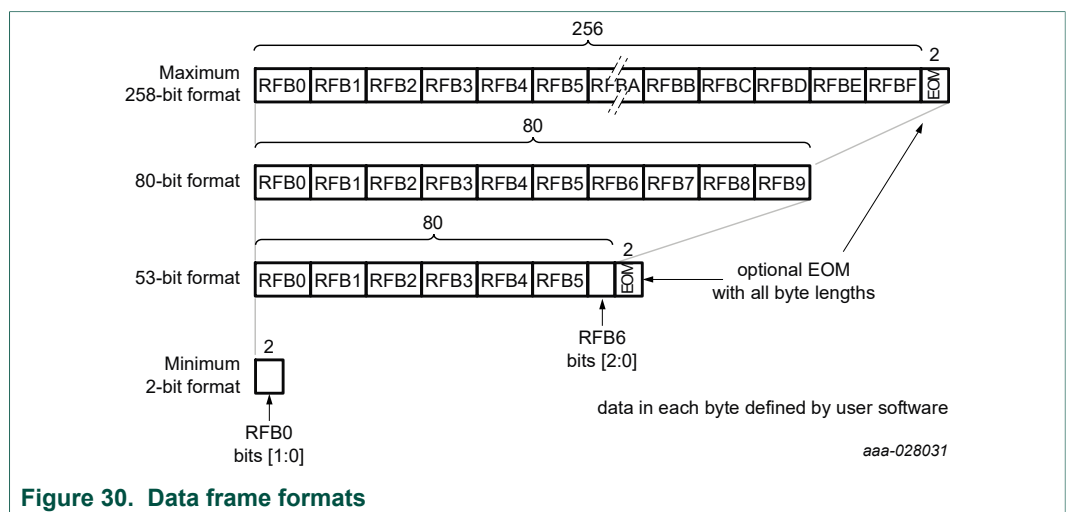 256
2
Maximum
258-bit format
RFB0 RFB1 RFB2 RFB3 RFB4 RFB5 RFBA RFBB RFBC RFBD RFBE RFBF EOM
80
80-bit format
RFB0 RFB1 RFB2 RFB3 RFB4 RFB5 RFB6 RFB7 RFB8 RFB9
80
2
53-bit format
RFB0 RFB1 RFB2 RFB3 RFB4 RFB5 EOM
optional EOM
with all byte lengths
RFB6
bits [2:0]
2
Minimum
2-bit format
RFB0
bits [1:0]
data in each byte defined by user software
aaa-028031
Figure 30. Data frame formats